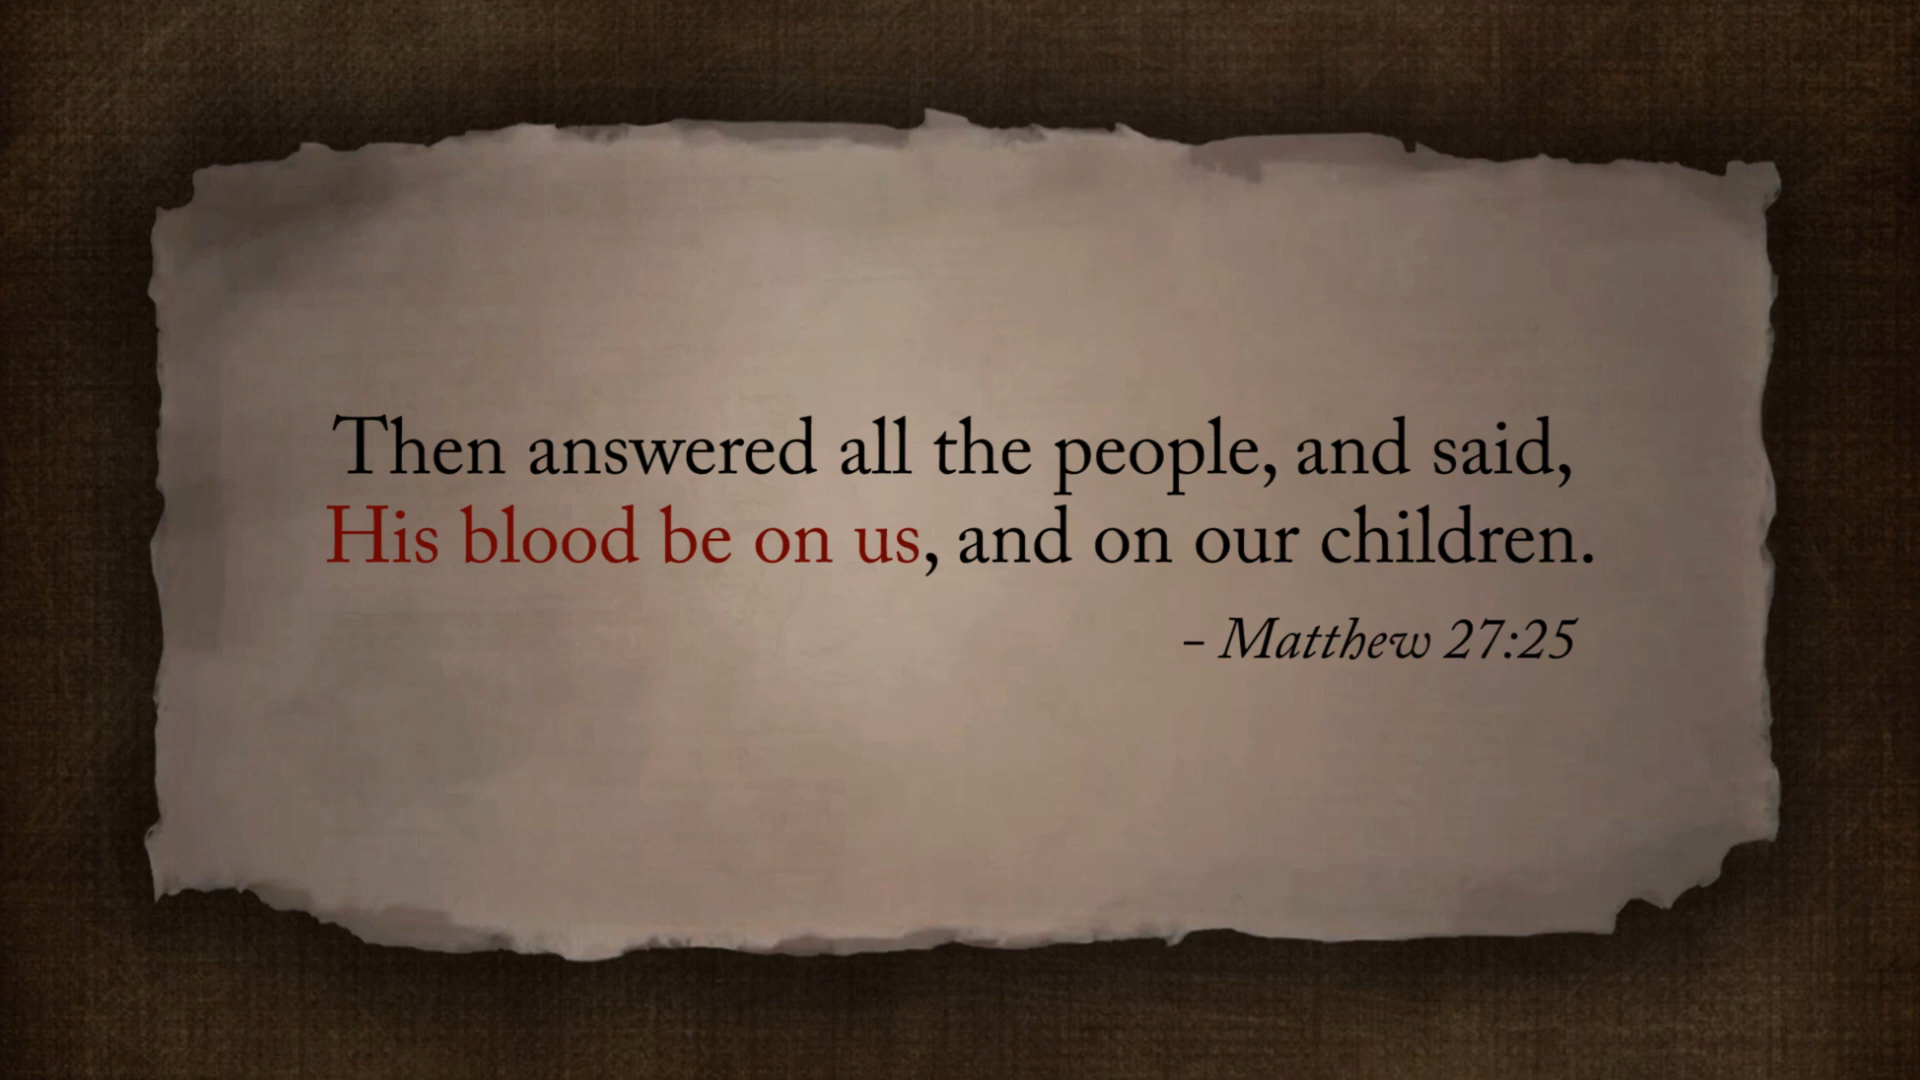 Then answered all the people, and said,
His blood be on us, and on our children.
– Matthew 27:25